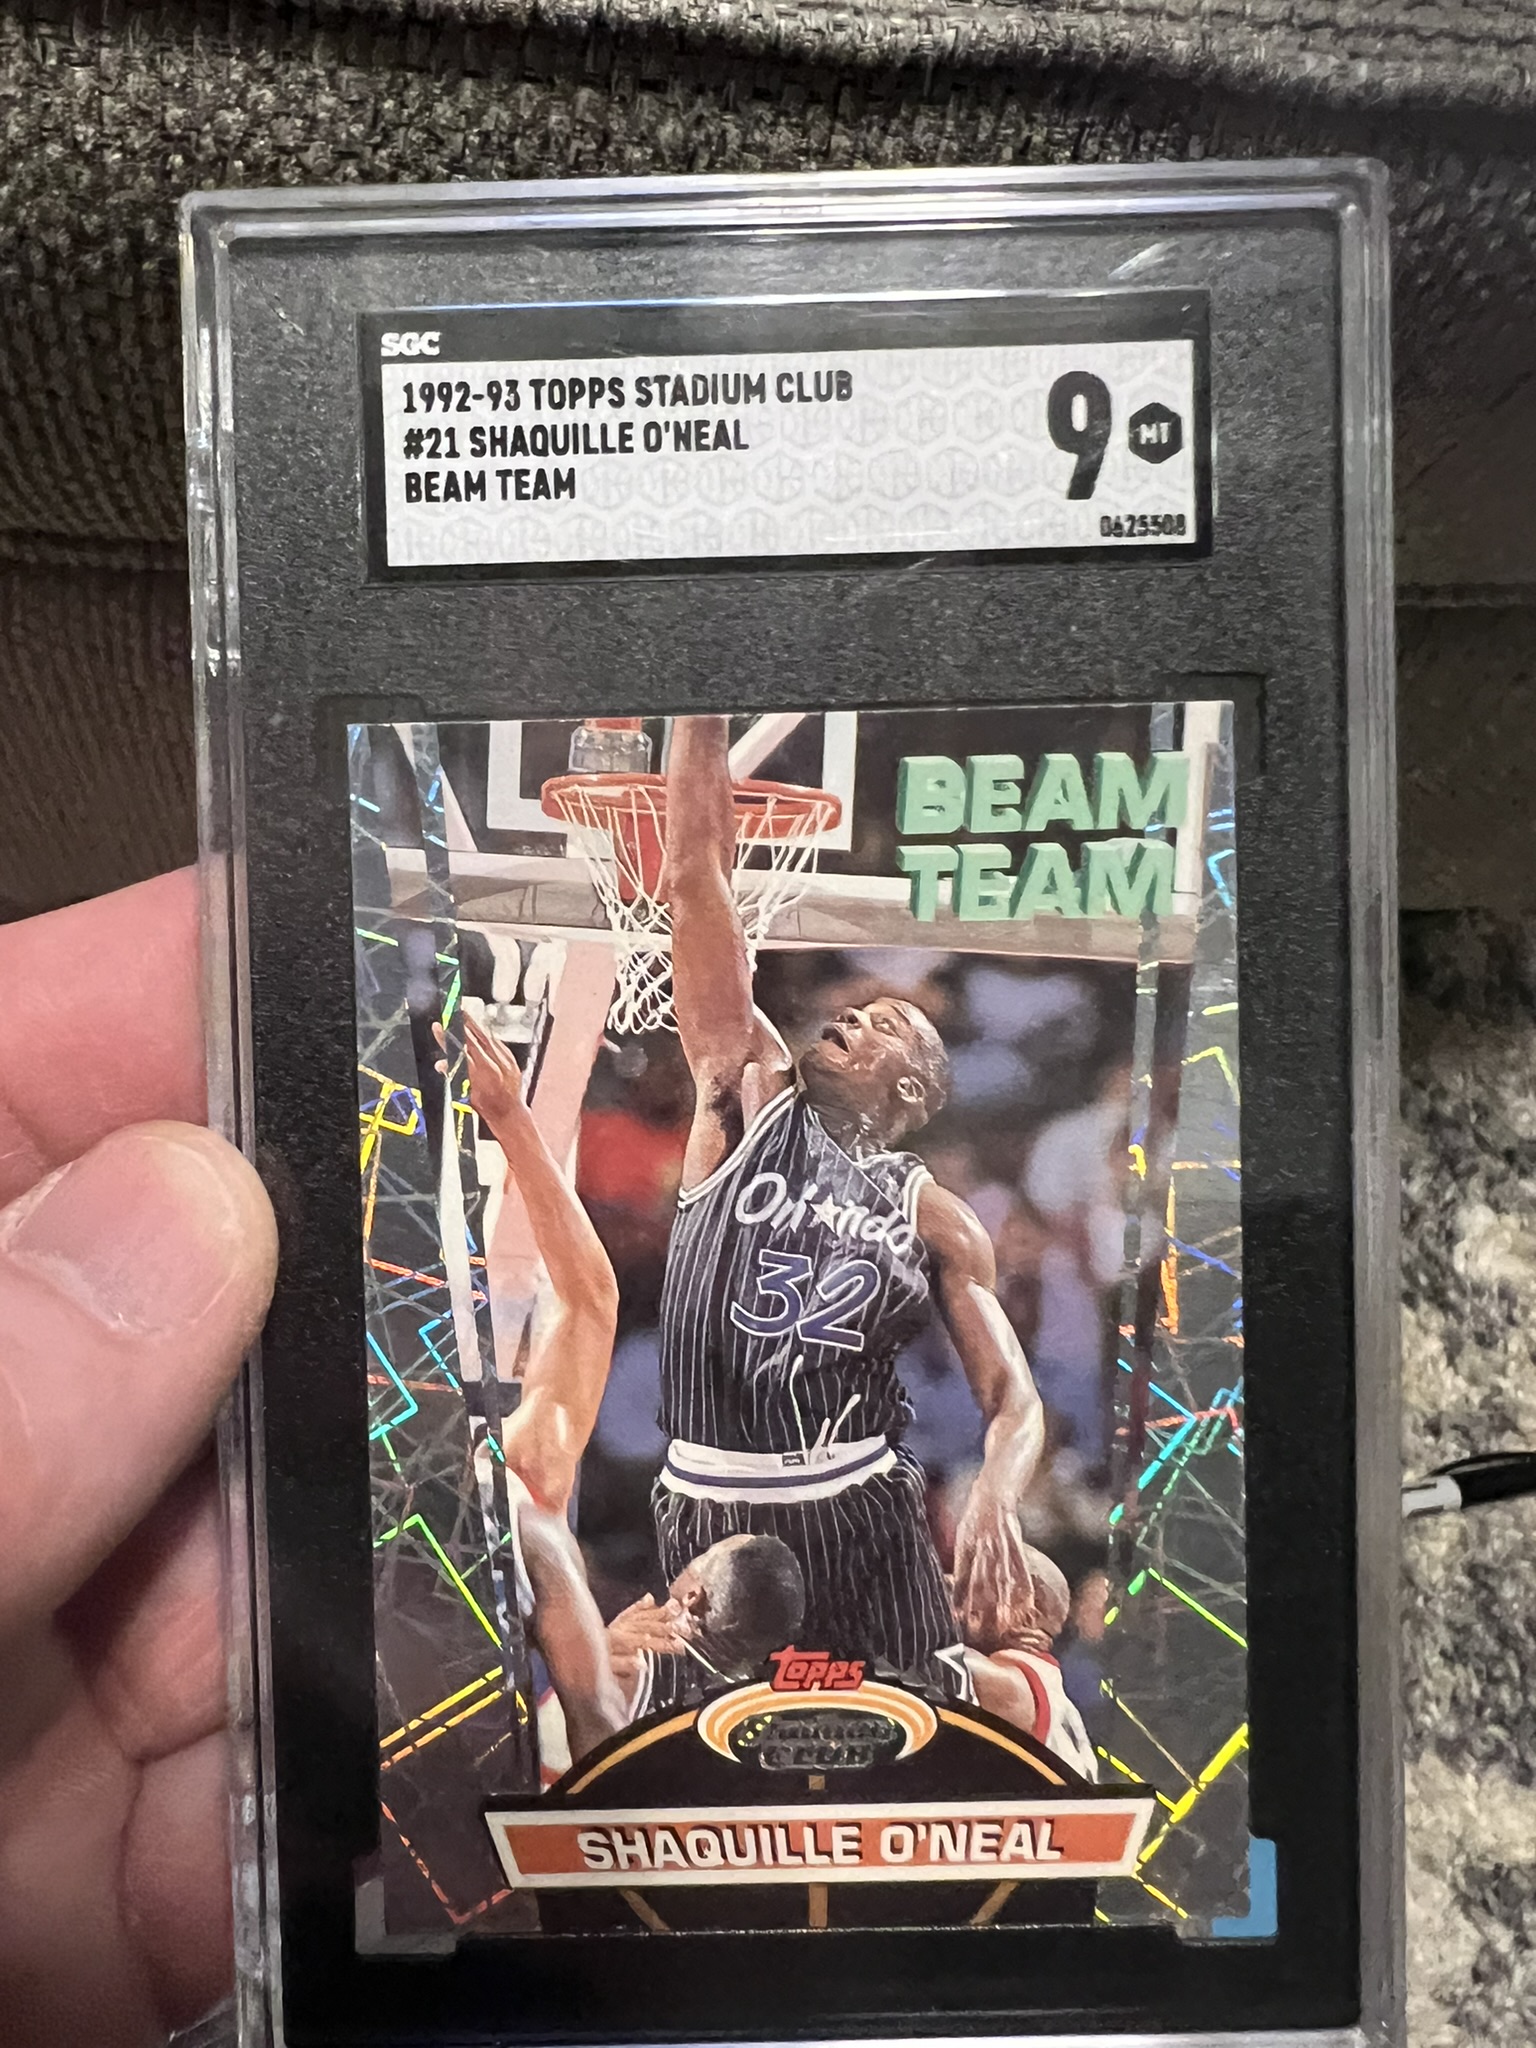 SGC
1992-93 TOPPS STADIUM CLUB
#21 SHAQUILLE O'NEAL
BEAM TEAM
9 MT
0625508
BEAM
TEAM
Orlando
32
TOPPS
CLUB
SHAQUILLE O'NEAL